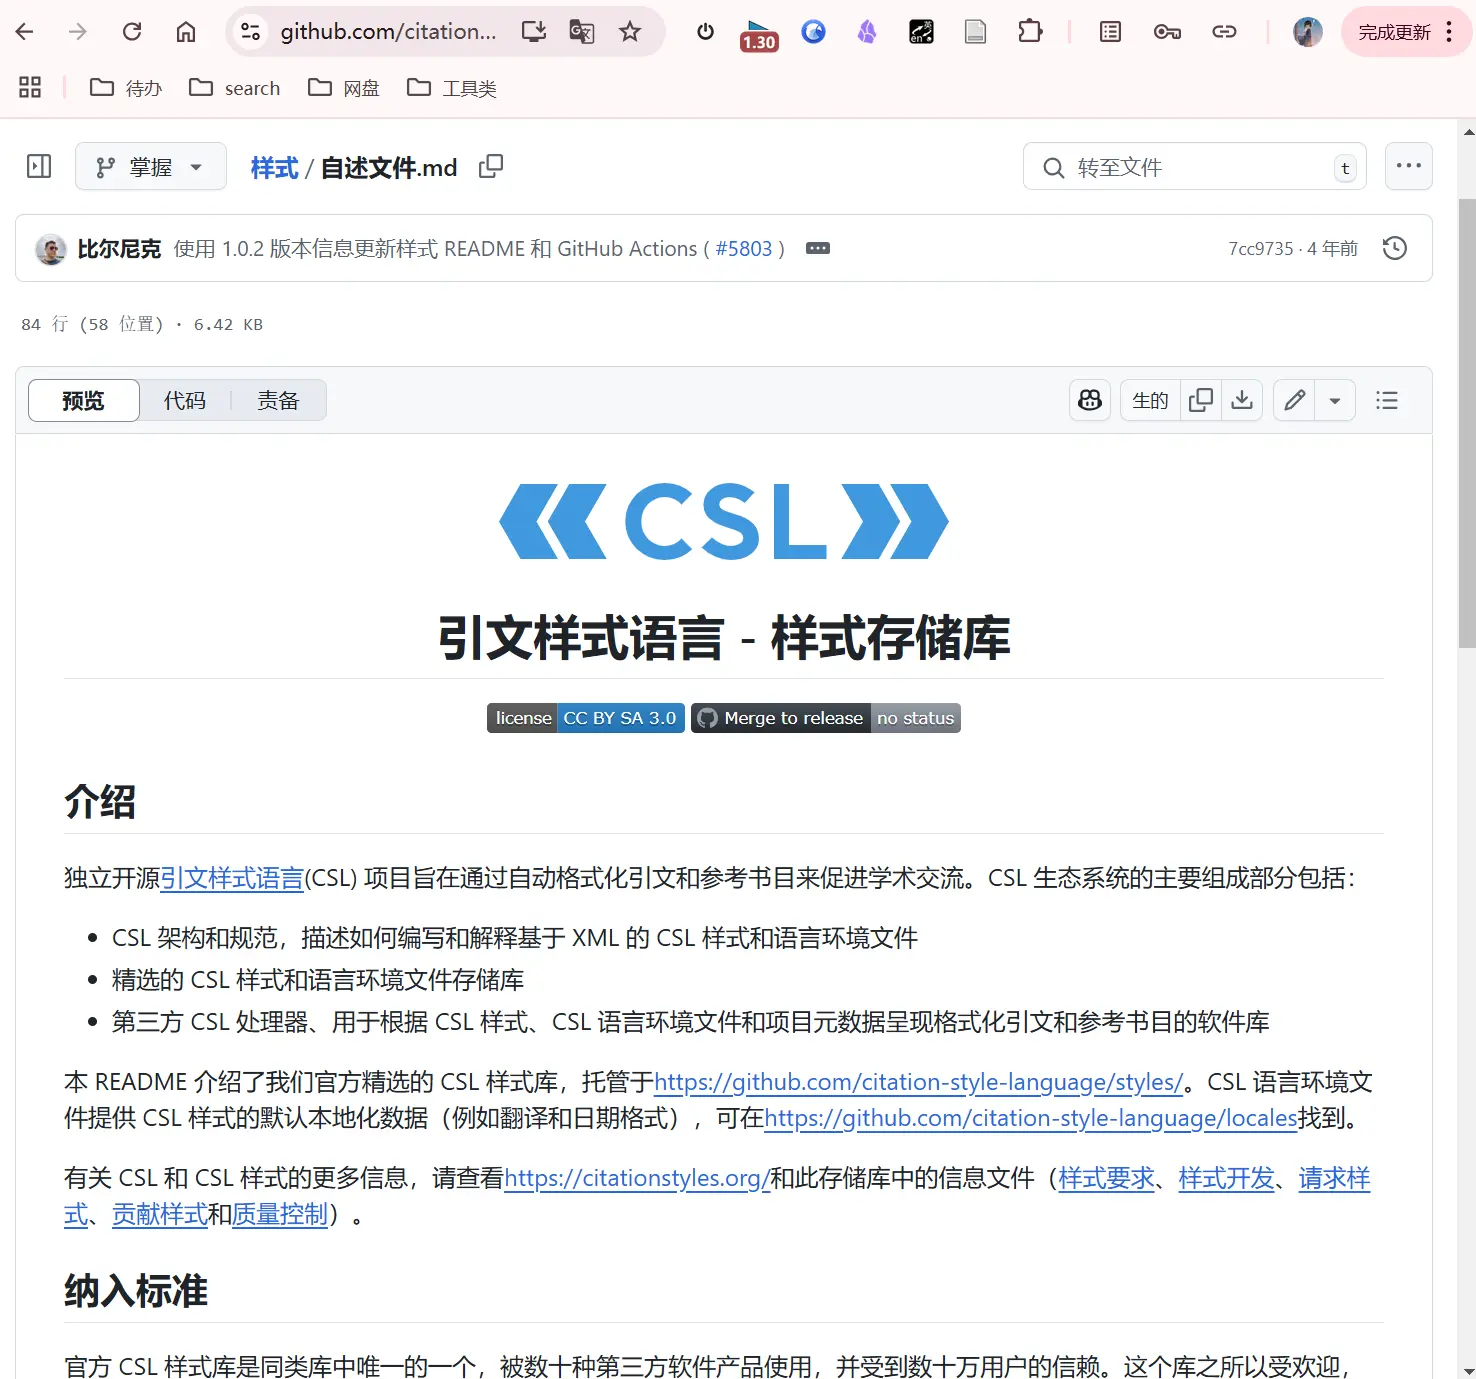 github.com/citation...
1.30
en
英
完成更新
待办
search
网盘
工具类
掌握
样式 / 自述文件.md
转至文件
t
比尔尼克 使用 1.0.2 版本信息更新样式 README 和 GitHub Actions ( #5803 )
7cc9735 · 4 年前
84 行 (58 位置) · 6.42 KB
预览
代码
责备
生的
CSL
引文样式语言 - 样式存储库
license CC BY SA 3.0
Merge to release no status
介绍
独立开源引文样式语言(CSL) 项目旨在通过自动格式化引文和参考书目来促进学术交流。CSL 生态系统的主要组成部分包括：
CSL 架构和规范，描述如何编写和解释基于 XML 的 CSL 样式和语言环境文件
精选的 CSL 样式和语言环境文件存储库
第三方 CSL 处理器、用于根据 CSL 样式、CSL 语言环境文件和项目元数据呈现格式化引文和参考书目的软件库
本 README 介绍了我们官方精选的 CSL 样式库，托管于https://github.com/citation-style-language/styles/。CSL 语言环境文
件提供 CSL 样式的默认本地化数据（例如翻译和日期格式），可在https://github.com/citation-style-language/locales找到。
有关 CSL 和 CSL 样式的更多信息，请查看https://citationstyles.org/和此存储库中的信息文件（样式要求、样式开发、请求样
式、贡献样式和质量控制）。
纳入标准
官方 CSL 样式库是同类库中唯一的一个，被数十种第三方软件产品使用，并受到数十万用户的信赖。这个库之所以受欢迎，